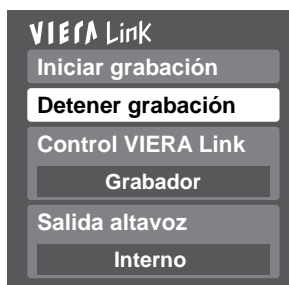 VIERA Link
Iniciar grabación
Detener grabación
Control VIERA Link
Grabador
Salida altavoz
Interno